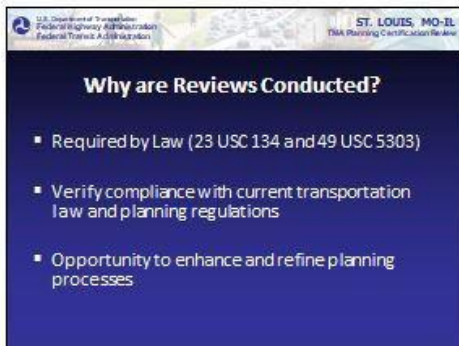 U.S. Department of Transportation
Federal Highway Administration
Federal Transit Administration
ST. LOUIS, MO-IL
TMA Planning Certification Review
Why are Reviews Conducted?
▪ Required by Law (23 USC 134 and 49 USC 5303)
▪ Verify compliance with current transportation
law and planning regulations
▪ Opportunity to enhance and refine planning
processes